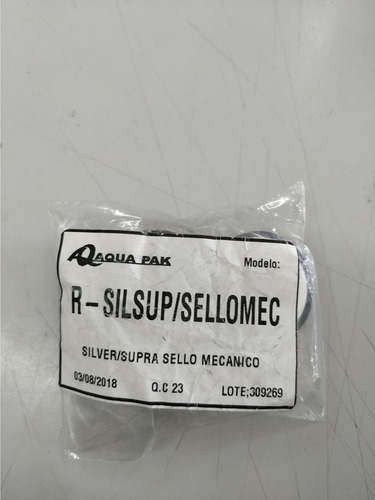 AQUA PAK Modelo:
R-SILSUP/SELLOMEC
SILVER/SUPRA SELLO MECANICO
03/08/2018 Q.C 23 LOTE;309269